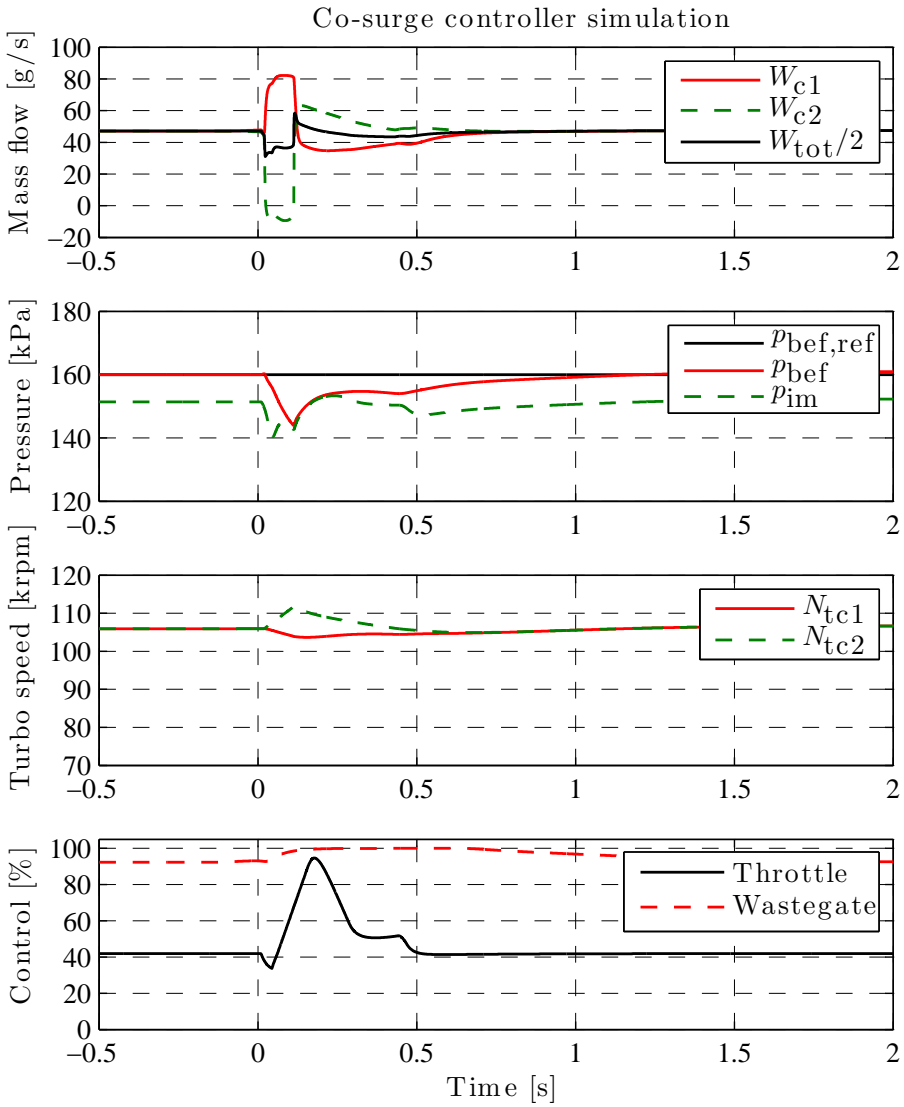 Co-surge controller simulation
Mass flow [g/s]
100
80
60
40
20
0
−20
W_c1
W_c2
W_tot/2
−0.5 0 0.5 1 1.5 2
Pressure [kPa]
180
160
140
120
p_bef,ref
p_bef
p_im
−0.5 0 0.5 1 1.5 2
Turbo speed [krpm]
120
110
100
90
80
70
N_tc1
N_tc2
−0.5 0 0.5 1 1.5 2
Control [%]
100
80
60
40
20
0
Throttle
Wastegate
−0.5 0 0.5 1 1.5 2
Time [s]